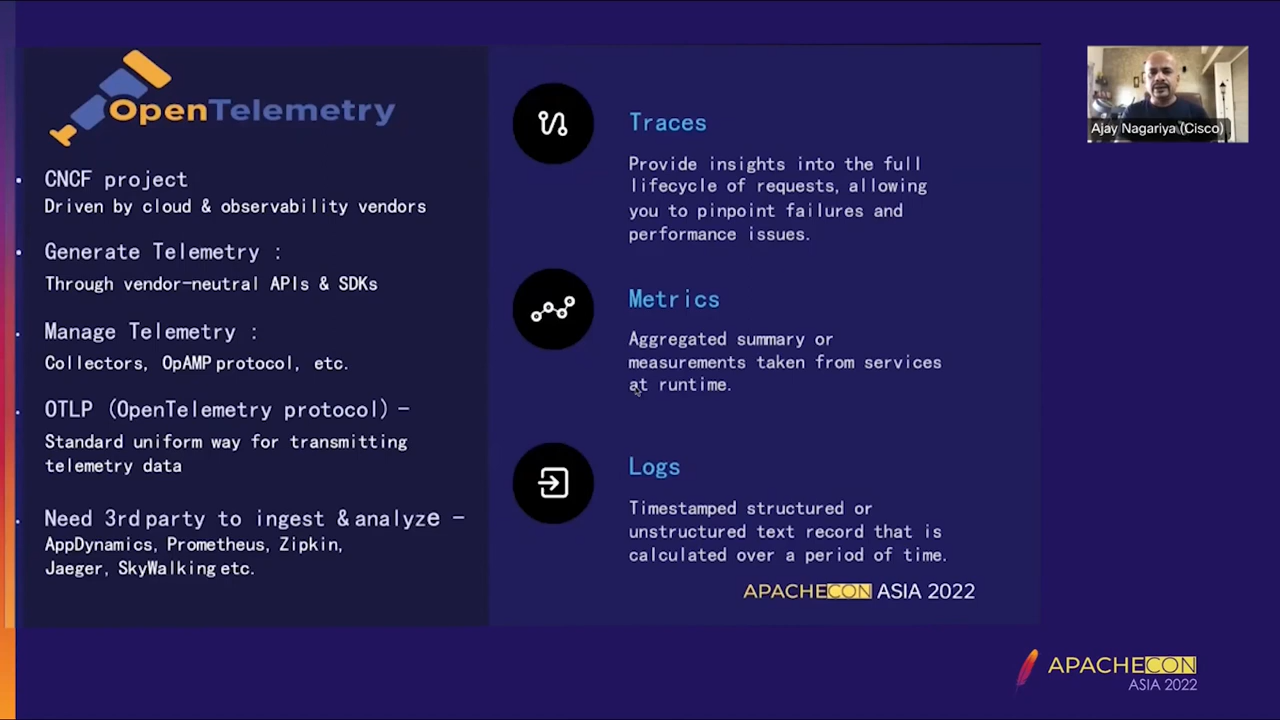 OpenTelemetry
CNCF project
Driven by cloud & observability vendors
Generate Telemetry :
Through vendor-neutral APIs & SDKs
Manage Telemetry :
Collectors, OpAMP protocol, etc.
OTLP (OpenTelemetry protocol) –
Standard uniform way for transmitting
telemetry data
Need 3rd party to ingest & analyze –
AppDynamics, Prometheus, Zipkin,
Jaeger, SkyWalking etc.
Traces
Provide insights into the full
lifecycle of requests, allowing
you to pinpoint failures and
performance issues.
Metrics
Aggregated summary or
measurements taken from services
at runtime.
Logs
Timestamped structured or
unstructured text record that is
calculated over a period of time.
APACHECON ASIA 2022
Ajay Nagariya (Cisco)
APACHECON
ASIA 2022